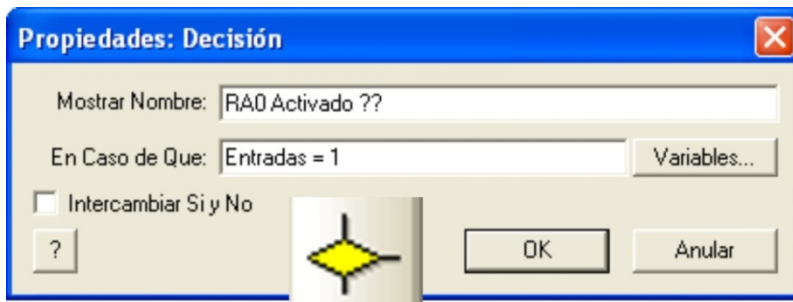 Propiedades: Decisión
Mostrar Nombre: RA0 Activado ??
En Caso de Que: Entradas = 1 Variables...
Intercambiar Si y No
? OK Anular